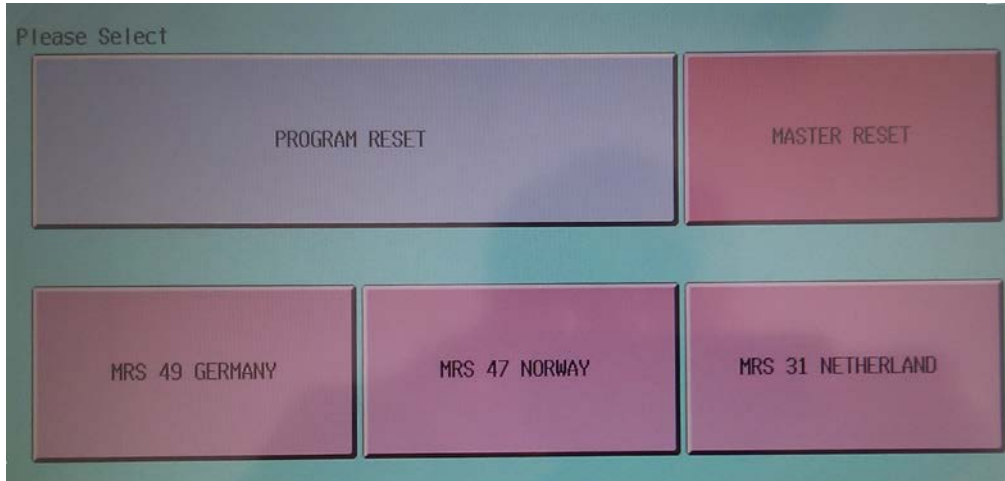 Please Select
PROGRAM RESET
MASTER RESET
MRS 49 GERMANY
MRS 47 NORWAY
MRS 31 NETHERLAND